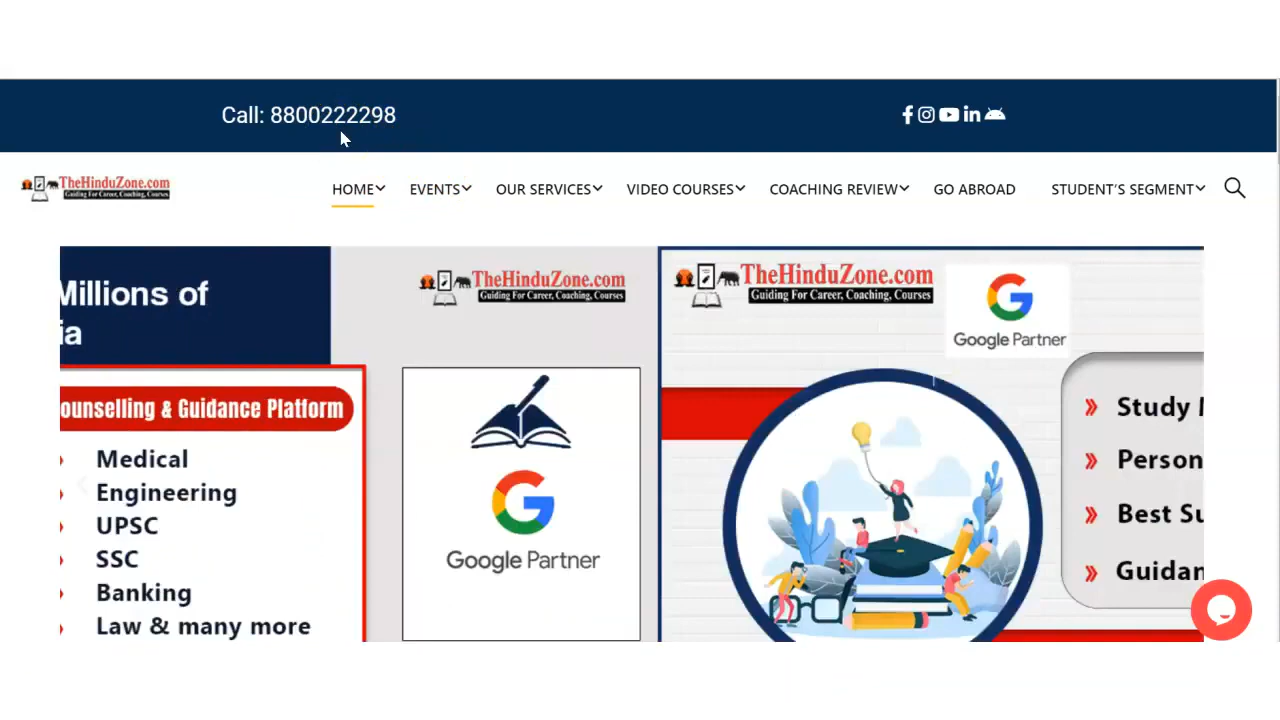 Call: 8800222298
TheHinduZone.com
Guiding For Career, Coaching, Courses
HOME EVENTS OUR SERVICES VIDEO COURSES COACHING REVIEW GO ABROAD STUDENT'S SEGMENT
Millions of
ia
ounselling & Guidance Platform
Medical
Engineering
UPSC
SSC
Banking
Law & many more
TheHinduZone.com
Guiding For Career, Coaching, Courses
Google Partner
TheHinduZone.com
Guiding For Career, Coaching, Courses
Google Partner
Study
Person
Best Su
Guidan